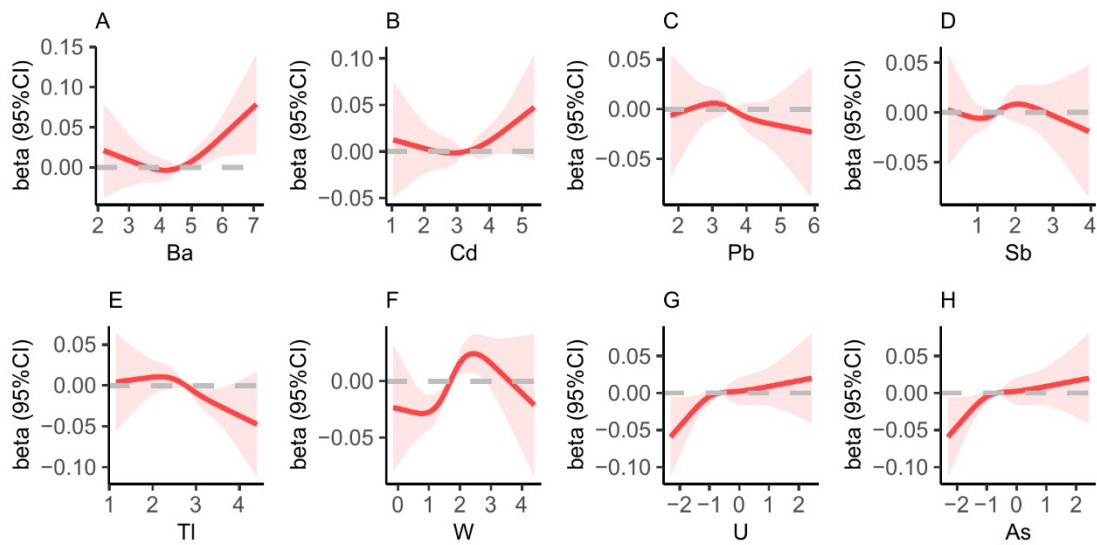 A
0.15
0.10
0.05
0.00
beta (95%CI)
2 3 4 5 6 7
Ba
B
0.10
0.05
0.00
−0.05
beta (95%CI)
1 2 3 4 5
Cd
C
0.05
0.00
−0.05
beta (95%CI)
2 3 4 5 6
Pb
D
0.05
0.00
−0.05
beta (95%CI)
1 2 3 4
Sb
E
0.05
0.00
−0.05
−0.10
beta (95%CI)
1 2 3 4
Tl
F
0.00
−0.05
beta (95%CI)
0 1 2 3 4
W
G
0.05
0.00
−0.05
−0.10
beta (95%CI)
−2 −1 0 1 2
U
H
0.05
0.00
−0.05
−0.10
beta (95%CI)
−2 −1 0 1 2
As